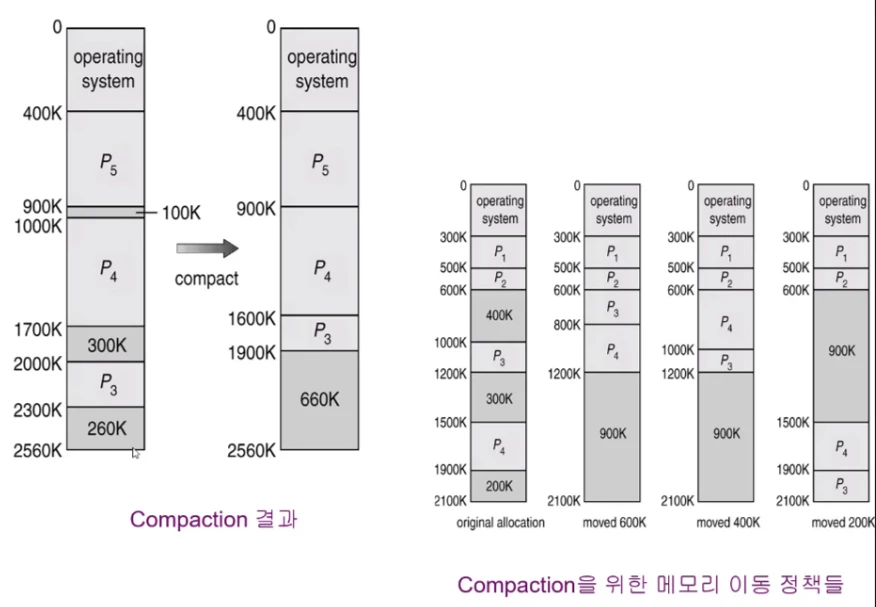 0
operating
system
400K
P5
900K
100K
1000K
P4
1700K
300K
2000K
P3
2300K
260K
2560K
compact
0
operating
system
400K
P5
900K
P4
1600K
P3
1900K
660K
2560K
Compaction 결과
0
operating
system
300K
P1
500K
P2
600K
400K
1000K
P3
1200K
300K
1500K
P4
1900K
200K
2100K
original allocation
0
operating
system
300K
P1
500K
P2
600K
P3
800K
P4
1200K
900K
2100K
moved 600K
0
operating
system
300K
P1
500K
P2
600K
P4
1000K
P3
1200K
900K
2100K
moved 400K
0
operating
system
300K
P1
500K
P2
600K
900K
1500K
P4
1900K
P3
2100K
moved 200K
Compaction을 위한 메모리 이동 정책들